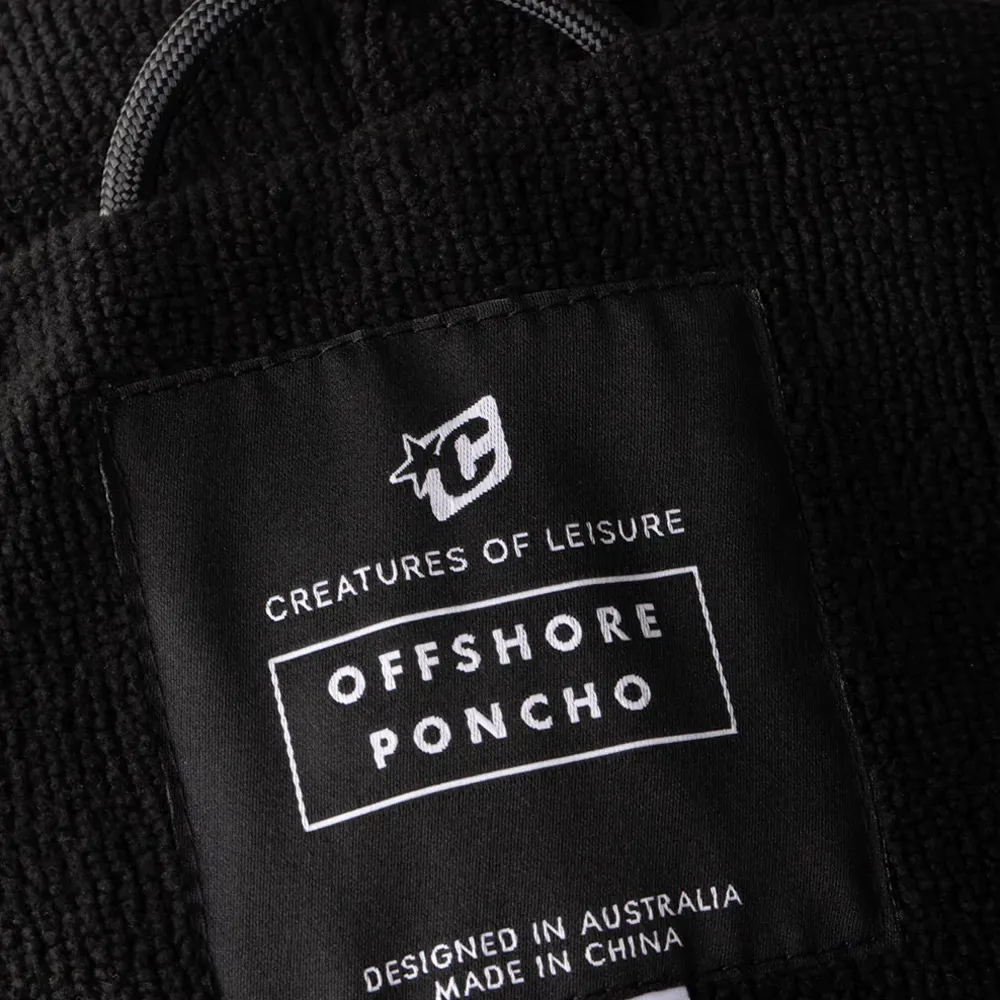 C
CREATURES OF LEISURE
OFFSHORE
PONCHO
DESIGNED IN AUSTRALIA
MADE IN CHINA